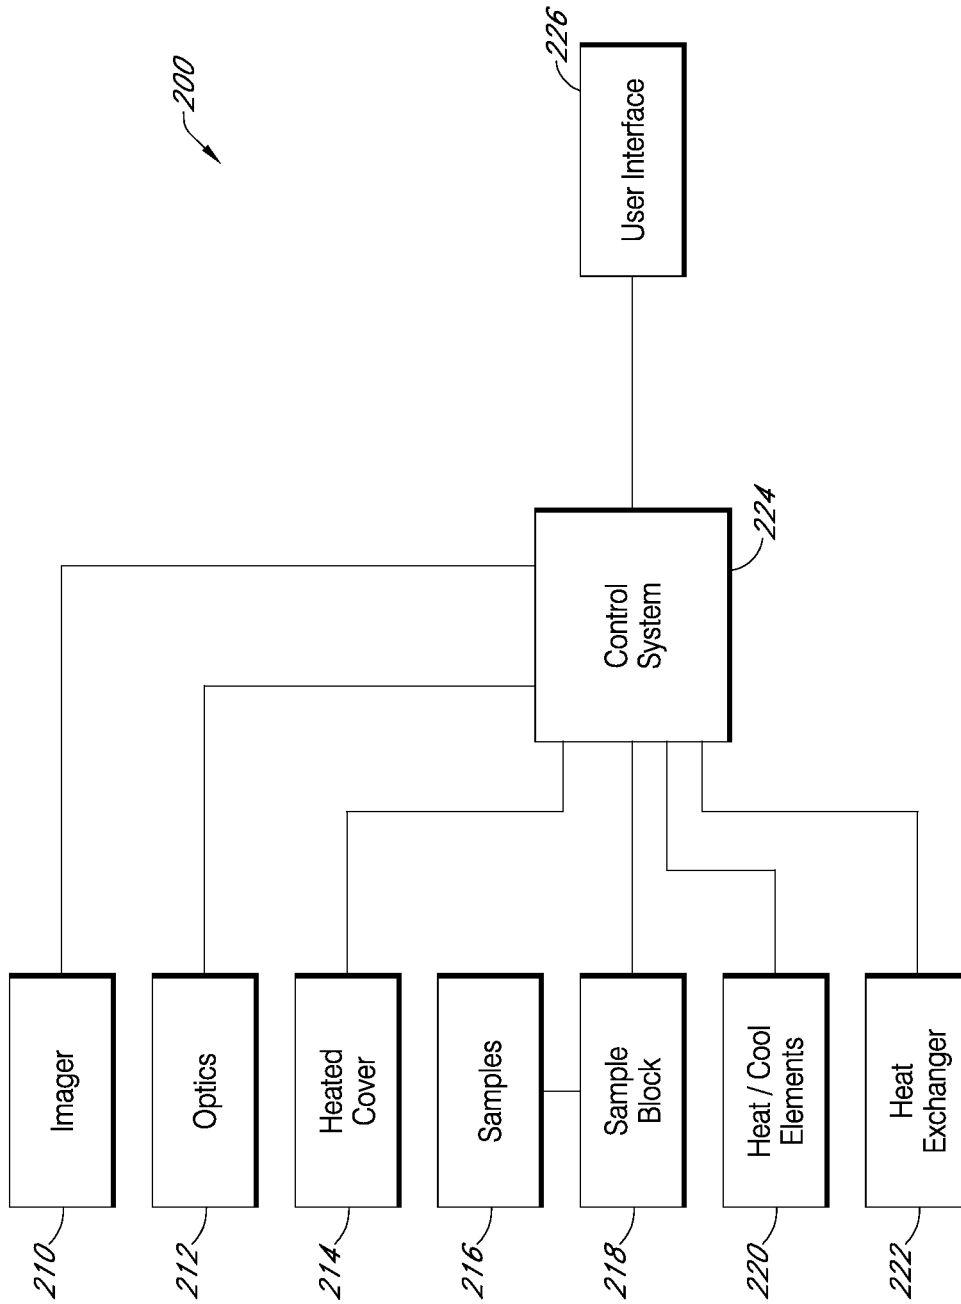 200
210
Imager
212
Optics
214
Heated
Cover
216
Samples
218
Sample
Block
220
Heat / Cool
Elements
222
Heat
Exchanger
Control
System
224
User Interface
226